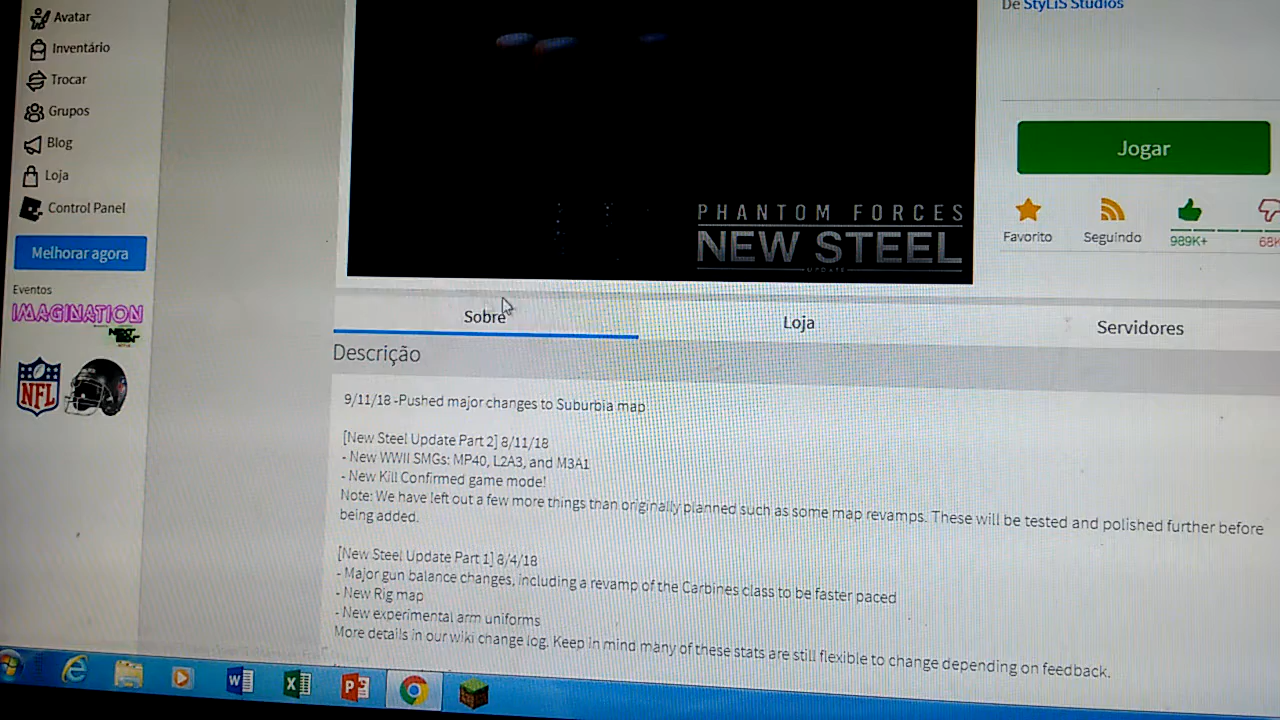 De StyLiS Studios
Avatar
Inventário
Trocar
Grupos
Blog
Loja
Control Panel
Melhorar agora
Eventos
IMAGINATION
NFL
PHANTOM FORCES
NEW STEEL
UPDATE
Jogar
Favorito
Seguindo
989K+
68K
Sobre
Loja
Servidores
Descrição
9/11/18 -Pushed major changes to Suburbia map
[New Steel Update Part 2] 8/11/18
- New WWII SMGs: MP40, L2A3, and M3A1
- New Kill Confirmed game mode!
Note: We have left out a few more things than originally planned such as some map revamps. These will be tested and polished further before
being added.
[New Steel Update Part 1] 8/4/18
- Major gun balance changes, including a revamp of the Carbines class to be faster paced
- New Rig map
- New experimental arm uniforms
More details in our wiki change log. Keep in mind many of these stats are still flexible to change depending on feedback.